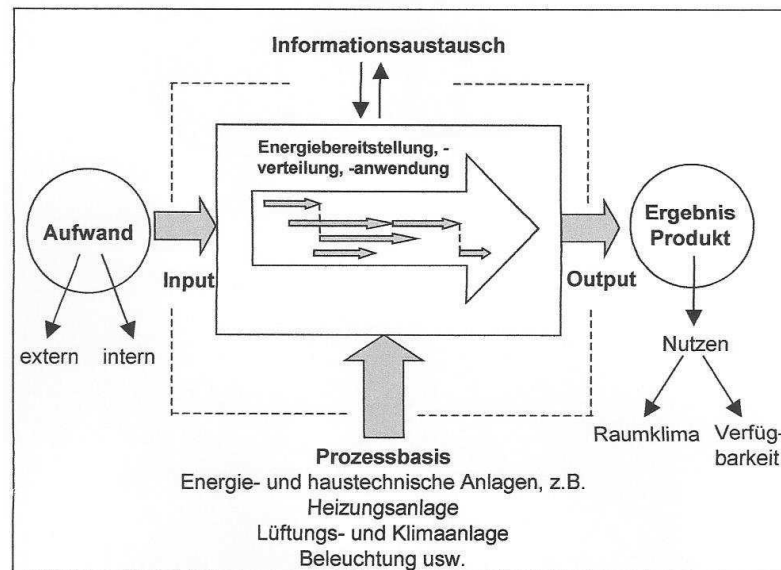 Informationsaustausch
Energiebereitstellung, -
verteilung, -anwendung
Aufwand
Input
extern intern
Ergebnis
Produkt
Output
Nutzen
Raumklima
Verfüg-
barkeit
Prozessbasis
Energie- und haustechnische Anlagen, z.B.
Heizungsanlage
Lüftungs- und Klimaanlage
Beleuchtung usw.